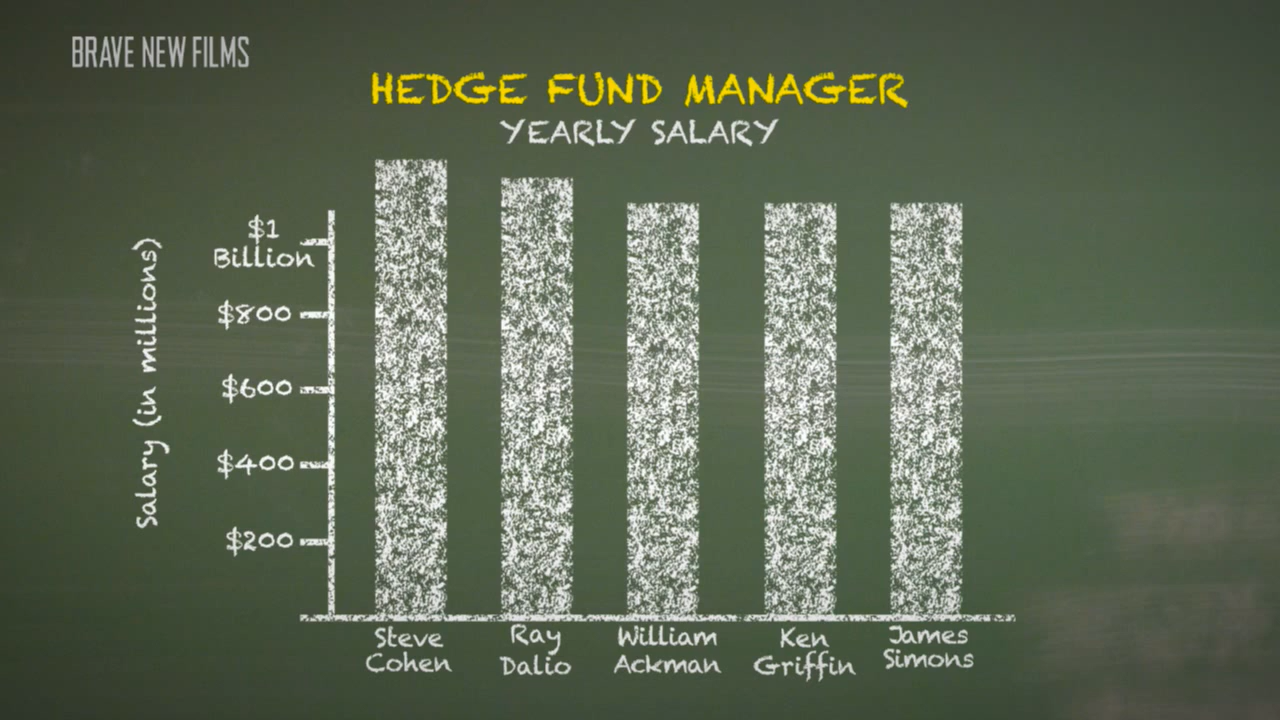 BRAVE NEW FILMS
HEDGE FUND MANAGER
YEARLY SALARY
Salary (in millions)
$1
Billion
$800
$600
$400
$200
Steve
Cohen
Ray
Dalio
William
Ackman
Ken
Griffin
James
Simons